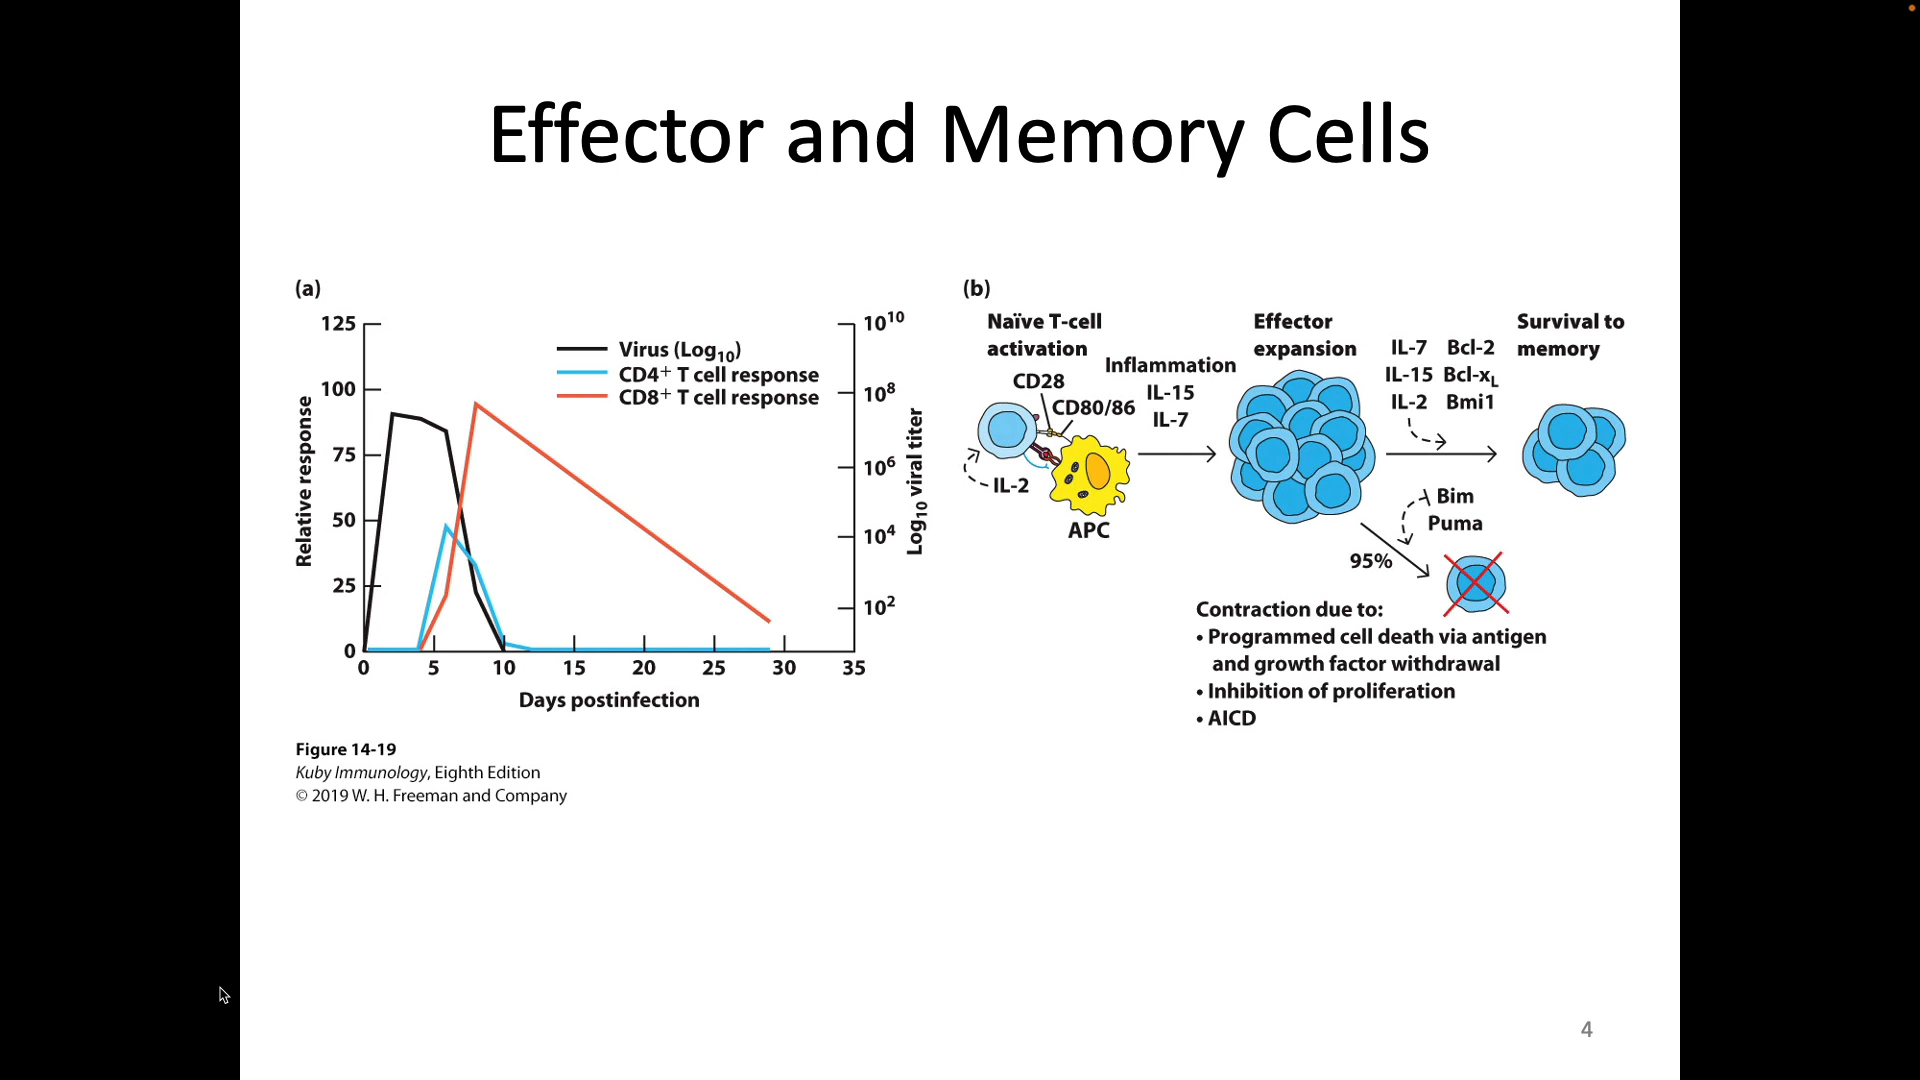 Effector and Memory Cells
(a)
125
100
75
50
25
0
Relative response
Virus (Log10)
CD4+ T cell response
CD8+ T cell response
10^10
10^8
10^6
10^4
10^2
Log10 viral titer
0 5 10 15 20 25 30 35
Days postinfection
Figure 14-19
Kuby Immunology, Eighth Edition
© 2019 W. H. Freeman and Company
(b)
Naïve T-cell
activation
CD28
CD80/86
IL-2
APC
Inflammation
IL-15
IL-7
Effector
expansion
IL-7 Bcl-2
IL-15 Bcl-xL
IL-2 Bmi1
Survival to
memory
Bim
Puma
95%
Contraction due to:
• Programmed cell death via antigen
and growth factor withdrawal
• Inhibition of proliferation
• AICD
4